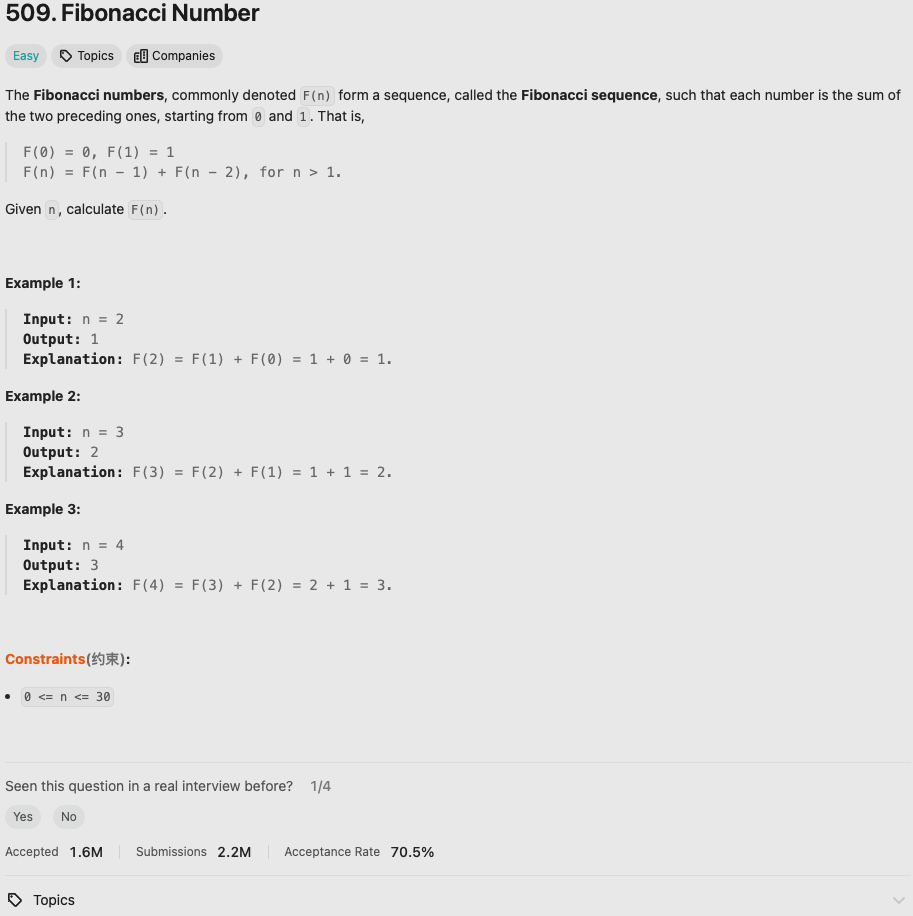 509. Fibonacci Number
Easy Topics Companies
The Fibonacci numbers, commonly denoted F(n) form a sequence, called the Fibonacci sequence, such that each number is the sum of
the two preceding ones, starting from 0 and 1. That is,
F(0) = 0, F(1) = 1
F(n) = F(n − 1) + F(n − 2), for n > 1.
Given n, calculate F(n).
Example 1:
Input: n = 2
Output: 1
Explanation: F(2) = F(1) + F(0) = 1 + 0 = 1.
Example 2:
Input: n = 3
Output: 2
Explanation: F(3) = F(2) + F(1) = 1 + 1 = 2.
Example 3:
Input: n = 4
Output: 3
Explanation: F(4) = F(3) + F(2) = 2 + 1 = 3.
Constraints(约束):
• 0 <= n <= 30
Seen this question in a real interview before? 1/4
Yes No
Accepted 1.6M Submissions 2.2M Acceptance Rate 70.5%
Topics